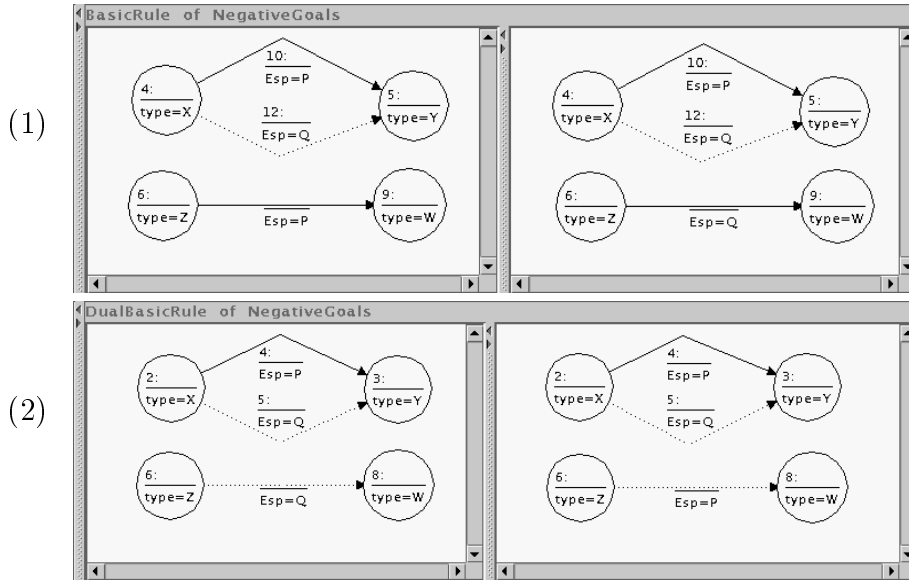 BasicRule of NegativeGoals
(1)
4:
type=X
10:
Esp=P
12:
Esp=Q
5:
type=Y
6:
type=Z
Esp=P
9:
type=W
4:
type=X
10:
Esp=P
12:
Esp=Q
5:
type=Y
6:
type=Z
Esp=Q
9:
type=W
DualBasicRule of NegativeGoals
(2)
2:
type=X
4:
Esp=P
5:
Esp=Q
3:
type=Y
6:
type=Z
Esp=Q
8:
type=W
2:
type=X
4:
Esp=P
5:
Esp=Q
3:
type=Y
6:
type=Z
Esp=P
8:
type=W